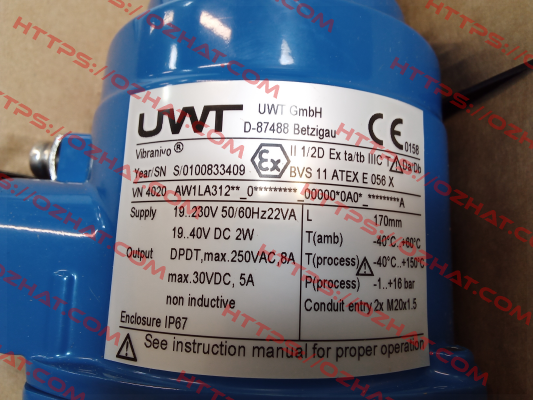 UWT
UWT GmbH
D-87488 Betzigau
CE 0158
Vibranivo®
Year/SN S/0100833409
Ex
II 1/2D Ex ta/tb IIIC T Da/Db
BVS 11 ATEX E 056 X
VN 4020 AW1LA312**_0*********_00000*0A0*_*********A
Supply 19..230V 50/60Hz22VA
19..40V DC 2W
Output DPDT,max.250VAC,8A
max.30VDC, 5A
non inductive
Enclosure IP67
L 170mm
T(amb) -40°C..+60°C
T(process) -40°C..+150°C
P(process) -1..+16 bar
Conduit entry 2x M20x1.5
See instruction manual for proper operation
HTTPS://OZHAT.COM